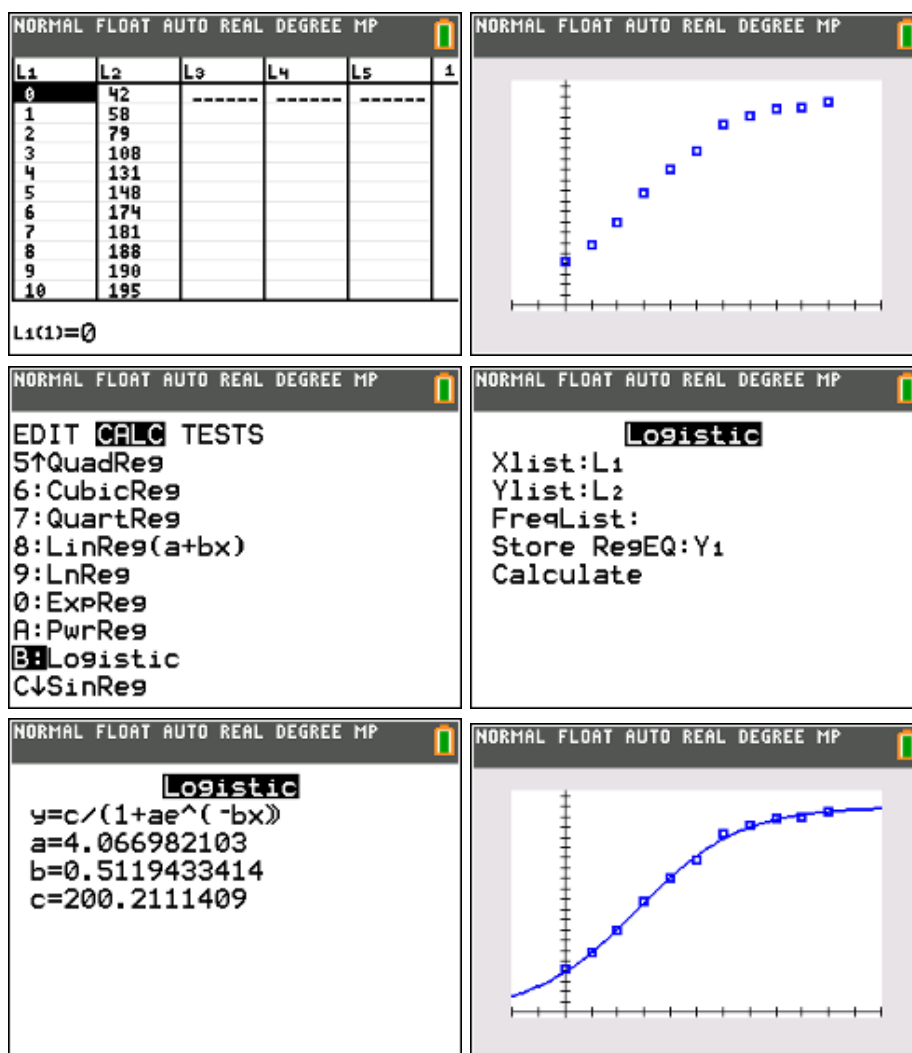 NORMAL FLOAT AUTO REAL DEGREE MP
L₁ L₂ L₃ L₄ L₅ 1
0 42 ------ ------ ------
1 58
2 79
3 108
4 131
5 148
6 174
7 181
8 188
9 190
10 195
L₁(1)=0
NORMAL FLOAT AUTO REAL DEGREE MP
NORMAL FLOAT AUTO REAL DEGREE MP
EDIT CALC TESTS
5↑QuadReg
6:CubicReg
7:QuartReg
8:LinReg(a+bx)
9:LnReg
0:ExpReg
A:PwrReg
B:Logistic
C↓SinReg
NORMAL FLOAT AUTO REAL DEGREE MP
Logistic
Xlist:L₁
Ylist:L₂
FreqList:
Store RegEQ:Y₁
Calculate
NORMAL FLOAT AUTO REAL DEGREE MP
Logistic
y=c/(1+ae^(-bx))
a=4.066982103
b=0.5119433414
c=200.2111409
NORMAL FLOAT AUTO REAL DEGREE MP